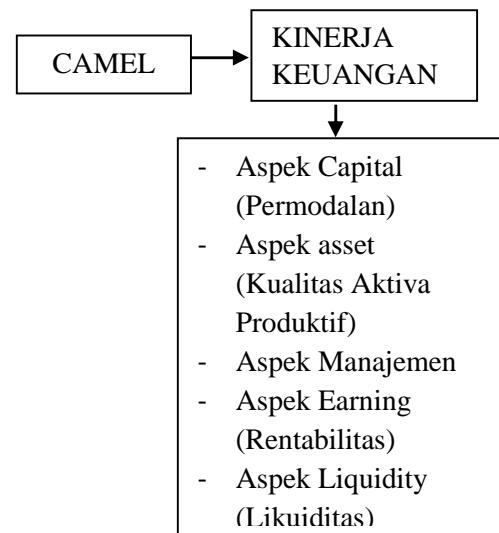 CAMEL
KINERJA
KEUANGAN
- Aspek Capital
(Permodalan)
- Aspek asset
(Kualitas Aktiva
Produktif)
- Aspek Manajemen
- Aspek Earning
(Rentabilitas)
- Aspek Liquidity
(Likuiditas)